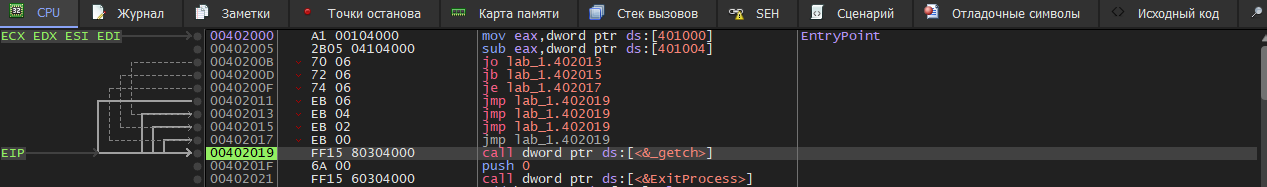 CPU Журнал Заметки Точки останова Карта памяти Стек вызовов SEH Сценарий Отладочные символы Исходный код
ECX EDX ESI EDI 00402000 A1 00104000 mov eax,dword ptr ds:[401000] EntryPoint
00402005 2B05 04104000 sub eax,dword ptr ds:[401004]
0040200B 70 06 jo lab_1.402013
0040200D 72 06 jb lab_1.402015
0040200F 74 06 je lab_1.402017
00402011 EB 06 jmp lab_1.402019
00402013 EB 04 jmp lab_1.402019
00402015 EB 02 jmp lab_1.402019
00402017 EB 00 jmp lab_1.402019
EIP 00402019 FF15 80304000 call dword ptr ds:[<&_getch>]
0040201F 6A 00 push 0
00402021 FF15 60304000 call dword ptr ds:[<&ExitProcess>]